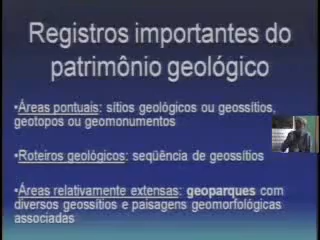 Registros importantes do
patrimônio geológico
•Áreas pontuais: sítios geológicos ou geossítios,
geotopos ou geomonumentos
•Roteiros geológicos: seqüência de geossítios
•Áreas relativamente extensas: geoparques com
diversos geossítios e paisagens geomorfológicas
associadas